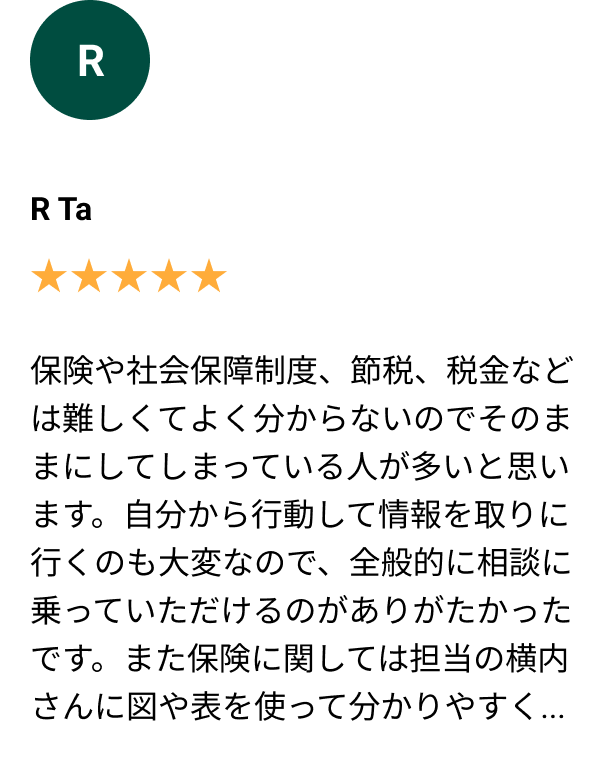 R
R Ta
★★★★★
保険や社会保障制度、節税、税金など
は難しくてよく分からないのでそのま
まにしてしまっている人が多いと思い
ます。自分から行動して情報を取りに
行くのも大変なので、全般的に相談に
乗っていただけるのがありがたかった
です。また保険に関しては担当の横内
さんに図や表を使って分かりやすく...